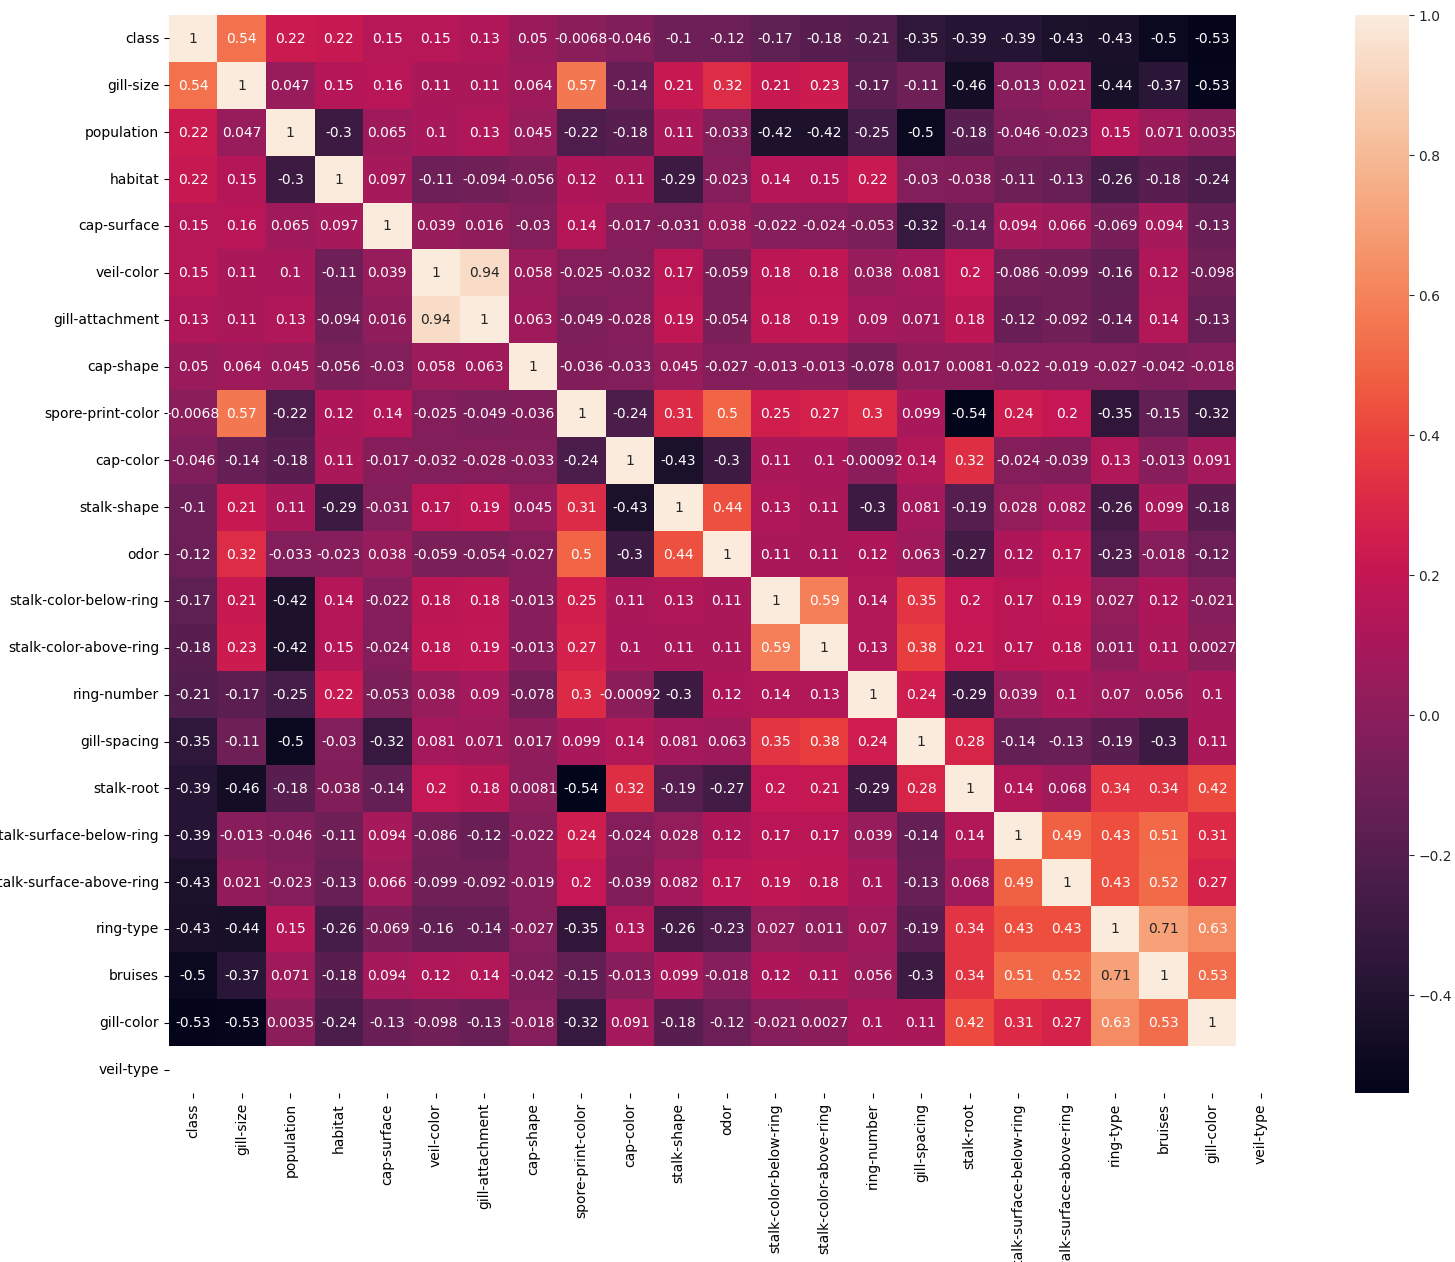 class 1 0.54 0.22 0.22 0.15 0.15 0.13 0.05 -0.0068 -0.046 -0.1 -0.12 -0.17 -0.18 -0.21 -0.35 -0.39 -0.39 -0.43 -0.43 -0.5 -0.53
gill-size 0.54 1 0.047 0.15 0.16 0.11 0.11 0.064 0.57 -0.14 0.21 0.32 0.21 0.23 -0.17 -0.11 -0.46 -0.013 0.021 -0.44 -0.37 -0.53
population 0.22 0.047 1 -0.3 0.065 0.1 0.13 0.045 -0.22 -0.18 0.11 -0.033 -0.42 -0.42 -0.25 -0.5 -0.18 -0.046 -0.023 0.15 0.071 0.0035
habitat 0.22 0.15 -0.3 1 0.097 -0.11 -0.094 -0.056 0.12 0.11 -0.29 -0.023 0.14 0.15 0.22 -0.03 -0.038 -0.11 -0.13 -0.26 -0.18 -0.24
cap-surface 0.15 0.16 0.065 0.097 1 0.039 0.016 -0.03 0.14 -0.017 -0.031 0.038 -0.022 -0.024 -0.053 -0.32 -0.14 0.094 0.066 -0.069 0.094 -0.13
veil-color 0.15 0.11 0.1 -0.11 0.039 1 0.94 0.058 -0.025 -0.032 0.17 -0.059 0.18 0.18 0.038 0.081 0.2 -0.086 -0.099 -0.16 0.12 -0.098
gill-attachment 0.13 0.11 0.13 -0.094 0.016 0.94 1 0.063 -0.049 -0.028 0.19 -0.054 0.18 0.19 0.09 0.071 0.18 -0.12 -0.092 -0.14 0.14 -0.13
cap-shape 0.05 0.064 0.045 -0.056 -0.03 0.058 0.063 1 -0.036 -0.033 0.045 -0.027 -0.013 -0.013 -0.078 0.017 0.0081 -0.022 -0.019 -0.027 -0.042 -0.018
spore-print-color -0.0068 0.57 -0.22 0.12 0.14 -0.025 -0.049 -0.036 1 -0.24 0.31 0.5 0.25 0.27 0.3 0.099 -0.54 0.24 0.2 -0.35 -0.15 -0.32
cap-color -0.046 -0.14 -0.18 0.11 -0.017 -0.032 -0.028 -0.033 -0.24 1 -0.43 -0.3 0.11 0.1 -0.00092 0.14 0.32 -0.024 -0.039 0.13 -0.013 0.091
stalk-shape -0.1 0.21 0.11 -0.29 -0.031 0.17 0.19 0.045 0.31 -0.43 1 0.44 0.13 0.11 -0.3 0.081 -0.19 0.028 0.082 -0.26 0.099 -0.18
odor -0.12 0.32 -0.033 -0.023 0.038 -0.059 -0.054 -0.027 0.5 -0.3 0.44 1 0.11 0.11 0.12 0.063 -0.27 0.12 0.17 -0.23 -0.018 -0.12
stalk-color-below-ring -0.17 0.21 -0.42 0.14 -0.022 0.18 0.18 -0.013 0.25 0.11 0.13 0.11 1 0.59 0.14 0.35 0.2 0.17 0.19 0.027 0.12 -0.021
stalk-color-above-ring -0.18 0.23 -0.42 0.15 -0.024 0.18 0.19 -0.013 0.27 0.1 0.11 0.11 0.59 1 0.13 0.38 0.21 0.17 0.18 0.011 0.11 0.0027
ring-number -0.21 -0.17 -0.25 0.22 -0.053 0.038 0.09 -0.078 0.3 -0.00092 -0.3 0.12 0.14 0.13 1 0.24 -0.29 0.039 0.1 0.07 0.056 0.1
gill-spacing -0.35 -0.11 -0.5 -0.03 -0.32 0.081 0.071 0.017 0.099 0.14 0.081 0.063 0.35 0.38 0.24 1 0.28 -0.14 -0.13 -0.19 -0.3 0.11
stalk-root -0.39 -0.46 -0.18 -0.038 -0.14 0.2 0.18 0.0081 -0.54 0.32 -0.19 -0.27 0.2 0.21 -0.29 0.28 1 0.14 0.068 0.34 0.34 0.42
talk-surface-below-ring -0.39 -0.013 -0.046 -0.11 0.094 -0.086 -0.12 -0.022 0.24 -0.024 0.028 0.12 0.17 0.17 0.039 -0.14 0.14 1 0.49 0.43 0.51 0.31
talk-surface-above-ring -0.43 0.021 -0.023 -0.13 0.066 -0.099 -0.092 -0.019 0.2 -0.039 0.082 0.17 0.19 0.18 0.1 -0.13 0.068 0.49 1 0.43 0.52 0.27
ring-type -0.43 -0.44 0.15 -0.26 -0.069 -0.16 -0.14 -0.027 -0.35 0.13 -0.26 -0.23 0.027 0.011 0.07 -0.19 0.34 0.43 0.43 1 0.71 0.63
bruises -0.5 -0.37 0.071 -0.18 0.094 0.12 0.14 -0.042 -0.15 -0.013 0.099 -0.018 0.12 0.11 0.056 -0.3 0.34 0.51 0.52 0.71 1 0.53
gill-color -0.53 -0.53 0.0035 -0.24 -0.13 -0.098 -0.13 -0.018 -0.32 0.091 -0.18 -0.12 -0.021 0.0027 0.1 0.11 0.42 0.31 0.27 0.63 0.53 1
veil-type
class
gill-size
population
habitat
cap-surface
veil-color
gill-attachment
cap-shape
spore-print-color
cap-color
stalk-shape
odor
stalk-color-below-ring
stalk-color-above-ring
ring-number
gill-spacing
stalk-root
talk-surface-below-ring
talk-surface-above-ring
ring-type
bruises
gill-color
veil-type
1.0
0.8
0.6
0.4
0.2
0.0
−0.2
−0.4